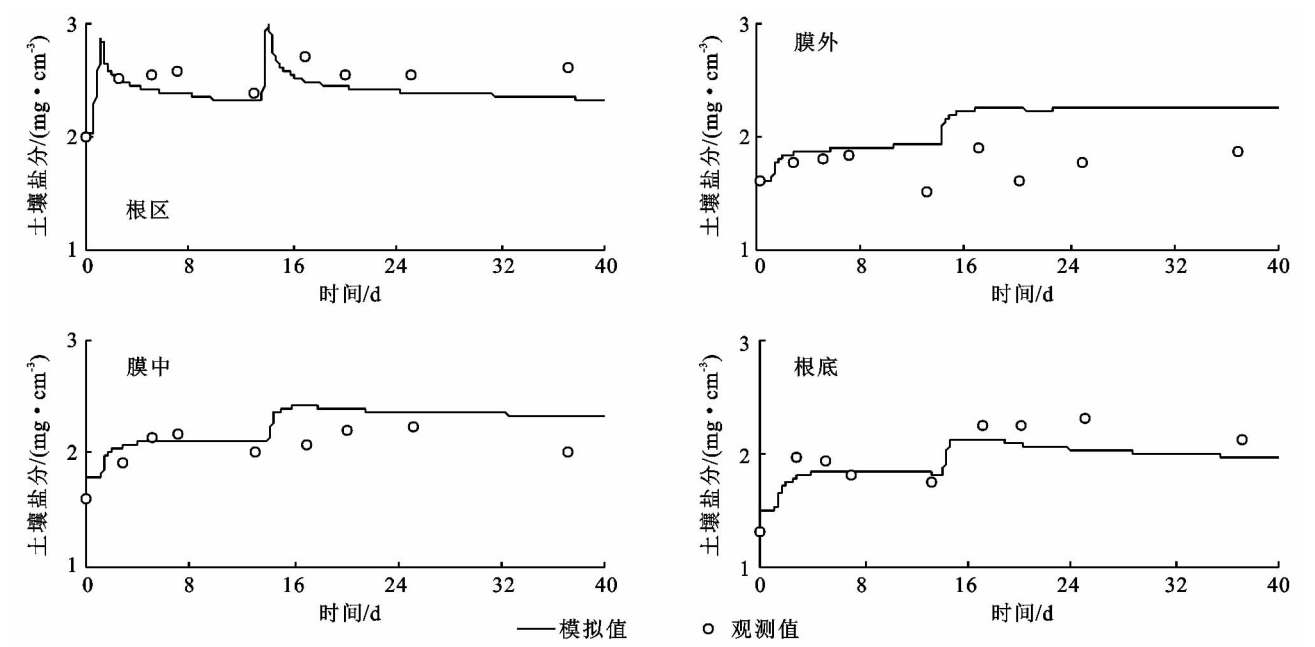 土壤盐分/(mg·cm⁻³)
3
2
1
根区
0 8 16 24 32 40
时间/d
土壤盐分/(mg·cm⁻³)
3
2
1
膜外
0 8 16 24 32 40
时间/d
土壤盐分/(mg·cm⁻³)
3
2
1
膜中
0 8 16 24 32 40
时间/d
土壤盐分/(mg·cm⁻³)
3
2
1
根底
0 8 16 24 32 40
时间/d
模拟值 观测值